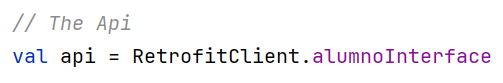 // The Api
val api = RetrofitClient.alumnoInterface